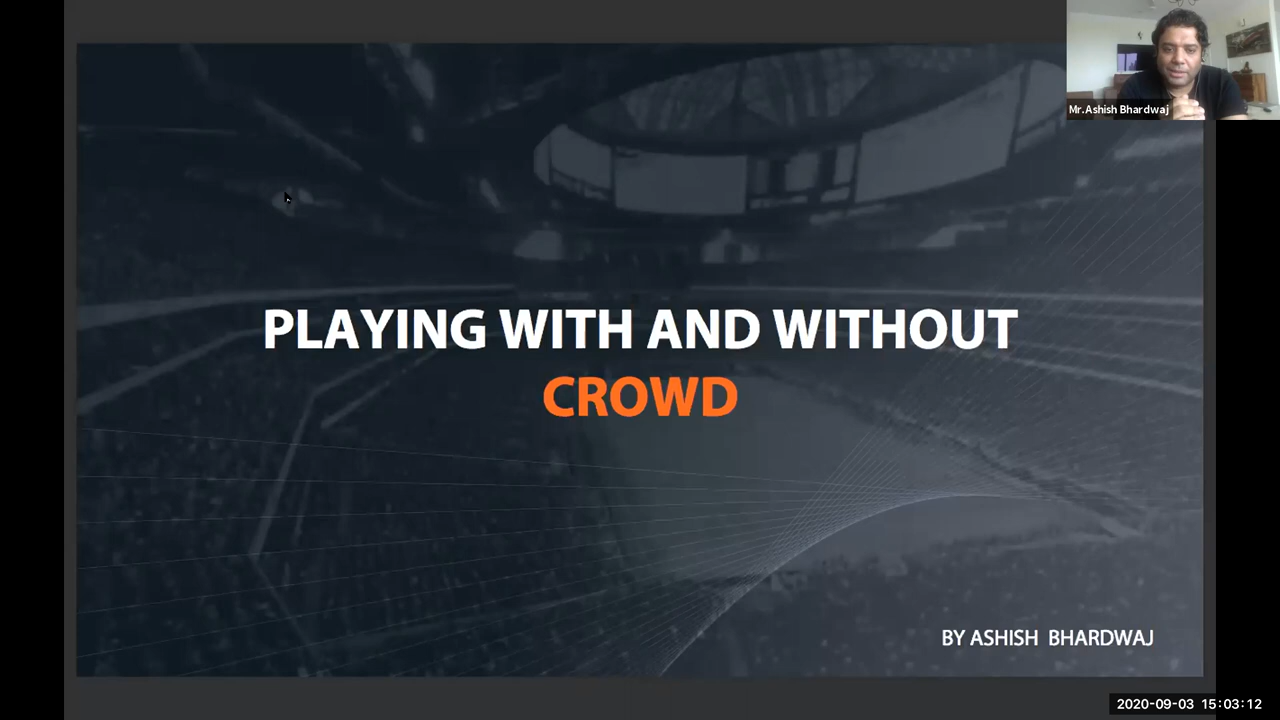 Mr.Ashish Bhardwaj
PLAYING WITH AND WITHOUT
CROWD
BY ASHISH BHARDWAJ
2020-09-03 15:03:12